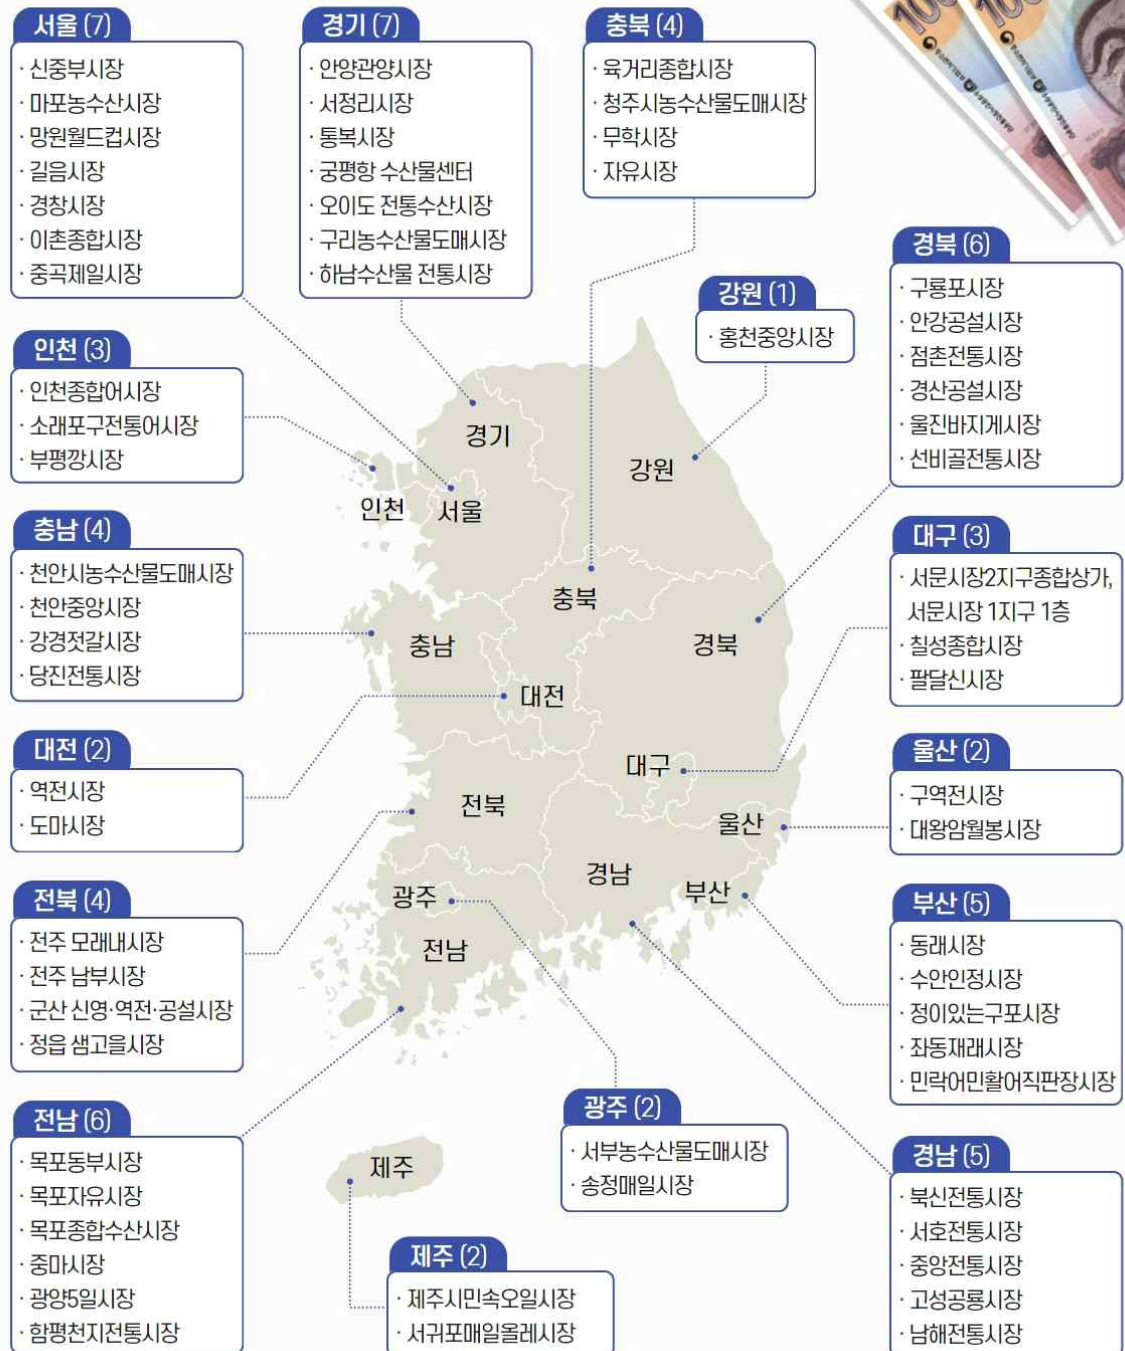 서울 (7)
· 신중부시장
· 마포농수산시장
· 망원월드컵시장
· 길음시장
· 경창시장
· 이촌종합시장
· 중곡제일시장
경기 (7)
· 안양관양시장
· 서정리시장
· 통복시장
· 궁평항 수산물센터
· 오이도 전통수산시장
· 구리농수산물도매시장
· 하남수산물 전통시장
충북 (4)
· 육거리종합시장
· 청주시농수산물도매시장
· 무학시장
· 자유시장
경북 (6)
· 구룡포시장
· 안강공설시장
· 점촌전통시장
· 경산공설시장
· 울진바지게시장
· 선비골전통시장
강원 (1)
· 홍천중앙시장
인천 (3)
· 인천종합어시장
· 소래포구전통어시장
· 부평깡시장
충남 (4)
· 천안시농수산물도매시장
· 천안중앙시장
· 강경젓갈시장
· 당진전통시장
대구 (3)
· 서문시장2지구종합상가,
서문시장 1지구 1층
· 칠성종합시장
· 팔달신시장
대전 (2)
· 역전시장
· 도마시장
울산 (2)
· 구역전시장
· 대왕암월봉시장
전북 (4)
· 전주 모래내시장
· 전주 남부시장
· 군산 신영·역전·공설시장
· 정읍 샘고을시장
부산 (5)
· 동래시장
· 수안인정시장
· 정이있는구포시장
· 좌동재래시장
· 민락어민활어직판장시장
전남 (6)
· 목포동부시장
· 목포자유시장
· 목포종합수산시장
· 중마시장
· 광양5일시장
· 함평천지전통시장
광주 (2)
· 서부농수산물도매시장
· 송정매일시장
경남 (5)
· 북신전통시장
· 서호전통시장
· 중앙전통시장
· 고성공룡시장
· 남해전통시장
제주 (2)
· 제주시민속오일시장
· 서귀포매일올레시장
경기
강원
인천
서울
충북
충남
경북
대전
대구
전북
울산
경남
광주
부산
전남
제주